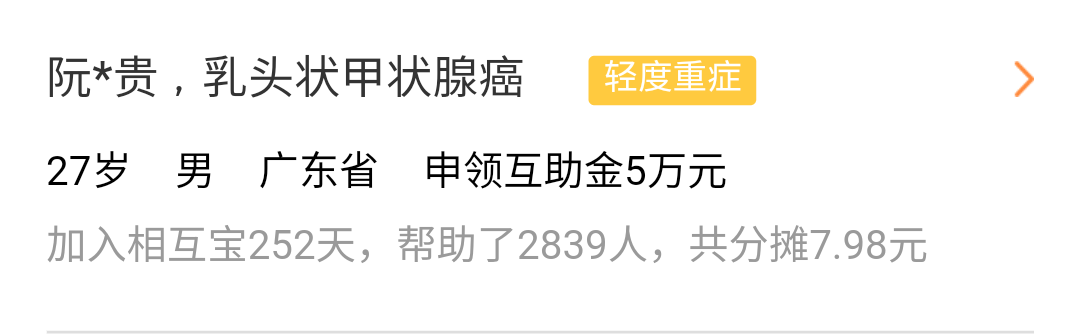 阮*贵，乳头状甲状腺癌 轻度重症
27岁 男 广东省 申领互助金5万元
加入相互宝252天，帮助了2839人，共分摊7.98元